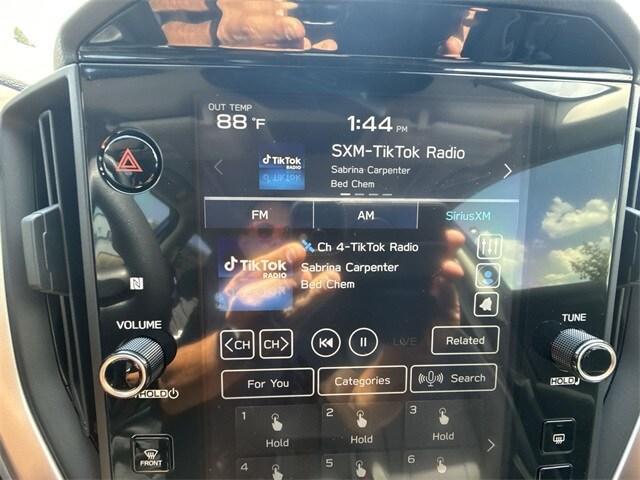 OUT TEMP
88 °F
1:44 PM
TikTok
RADIO
SXM-TikTok Radio
Sabrina Carpenter
Bed Chem
FM
AM
SiriusXM
TikTok
RADIO
Ch 4-TikTok Radio
Sabrina Carpenter
Bed Chem
VOLUME
TUNE
CH
CH
LIVE
Related
HOLD
HOLD
For You
Categories
Search
1
2
3
Hold
Hold
Hold
FRONT
4
5
6